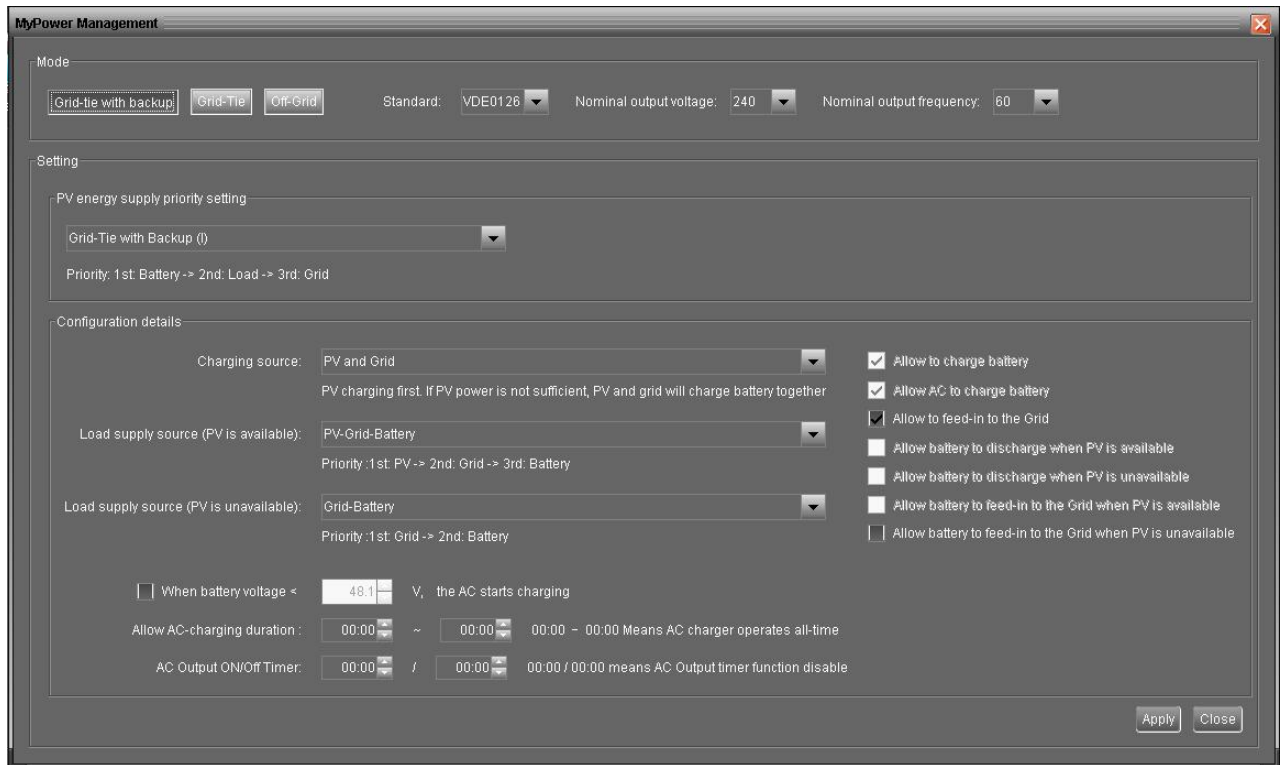 MyPower Management
Mode
Grid-tie with backup Grid-Tie Off-Grid Standard: VDE0126 Nominal output voltage: 240 Nominal output frequency: 60
Setting
PV energy supply priority setting
Grid-Tie with Backup (I)
Priority: 1st: Battery -> 2nd: Load -> 3rd: Grid
Configuration details
Charging source: PV and Grid
PV charging first. If PV power is not sufficient, PV and grid will charge battery together
Load supply source (PV is available): PV-Grid-Battery
Priority :1st: PV -> 2nd: Grid -> 3rd: Battery
Load supply source (PV is unavailable): Grid-Battery
Priority :1st: Grid -> 2nd: Battery
Allow to charge battery
Allow AC to charge battery
Allow to feed-in to the Grid
Allow battery to discharge when PV is available
Allow battery to discharge when PV is unavailable
Allow battery to feed-in to the Grid when PV is available
Allow battery to feed-in to the Grid when PV is unavailable
When battery voltage < 48.1 V, the AC starts charging
Allow AC-charging duration : 00:00 ~ 00:00 00:00 – 00:00 Means AC charger operates all-time
AC Output ON/Off Timer: 00:00 / 00:00 00:00 / 00:00 means AC Output timer function disable
Apply Close